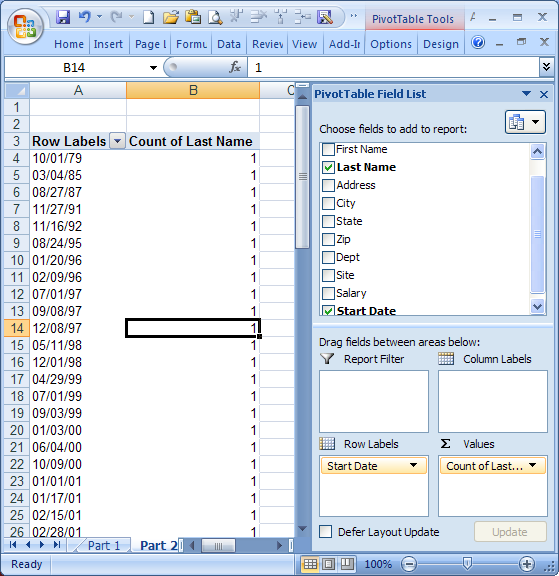 PivotTable Tools
Home Insert Page L Formu Data Review View Add-In Options Design
B14 fx 1
A B C
1
2
3 Row Labels Count of Last Name
4 10/01/79 1
5 03/04/85 1
6 08/27/87 1
7 11/27/91 1
8 11/16/92 1
9 08/24/95 1
10 01/20/96 1
11 02/09/96 1
12 07/01/97 1
13 09/08/97 1
14 12/08/97 1
15 05/11/98 1
16 12/01/98 1
17 04/29/99 1
18 07/01/99 1
19 09/03/99 1
20 01/03/00 1
21 06/04/00 1
22 10/09/00 1
23 01/01/01 1
24 01/17/01 1
25 02/15/01 1
26 02/28/01 1
Part 1 Part 2
PivotTable Field List
Choose fields to add to report:
First Name
Last Name
Address
City
State
Zip
Dept
Site
Salary
Start Date
Drag fields between areas below:
Report Filter Column Labels
Row Labels Σ Values
Start Date Count of Last...
Defer Layout Update Update
Ready 100%